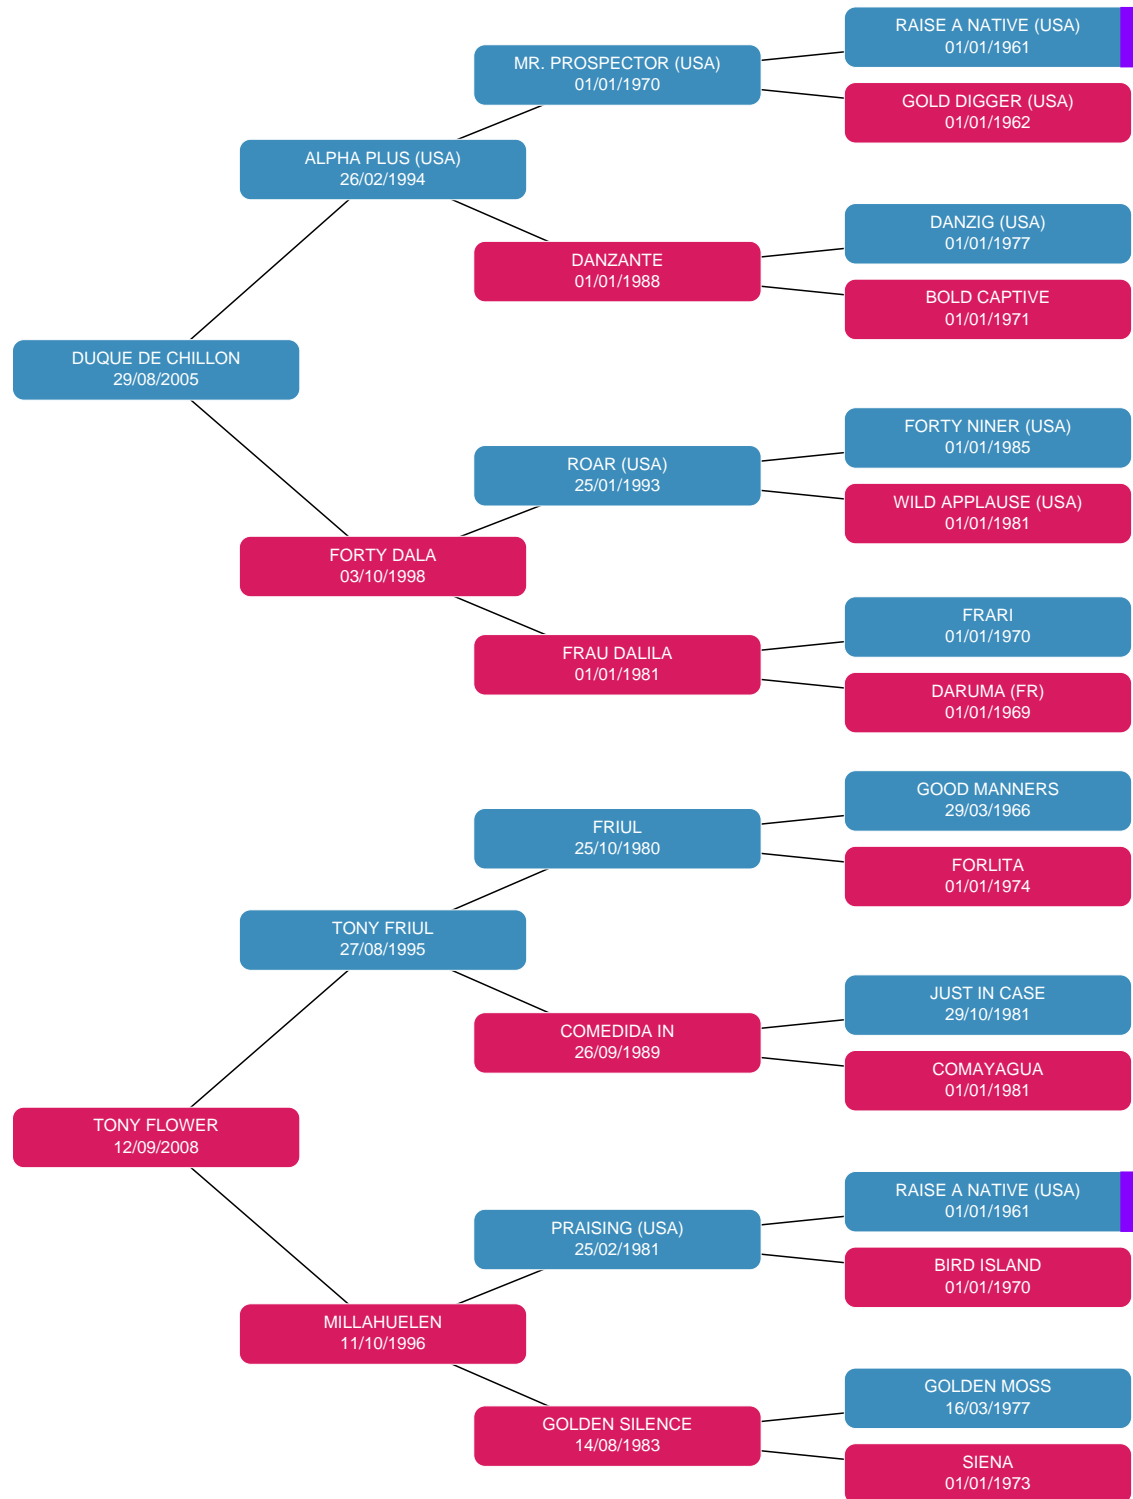 RAISE A NATIVE (USA)
01/01/1961
MR. PROSPECTOR (USA)
01/01/1970
GOLD DIGGER (USA)
01/01/1962
ALPHA PLUS (USA)
26/02/1994
DANZIG (USA)
01/01/1977
DANZANTE
01/01/1988
BOLD CAPTIVE
01/01/1971
DUQUE DE CHILLON
29/08/2005
FORTY NINER (USA)
01/01/1985
ROAR (USA)
25/01/1993
WILD APPLAUSE (USA)
01/01/1981
FORTY DALA
03/10/1998
FRARI
01/01/1970
FRAU DALILA
01/01/1981
DARUMA (FR)
01/01/1969
GOOD MANNERS
29/03/1966
FRIUL
25/10/1980
FORLITA
01/01/1974
TONY FRIUL
27/08/1995
JUST IN CASE
29/10/1981
COMEDIDA IN
26/09/1989
COMAYAGUA
01/01/1981
TONY FLOWER
12/09/2008
RAISE A NATIVE (USA)
01/01/1961
PRAISING (USA)
25/02/1981
BIRD ISLAND
01/01/1970
MILLAHUELEN
11/10/1996
GOLDEN MOSS
16/03/1977
GOLDEN SILENCE
14/08/1983
SIENA
01/01/1973